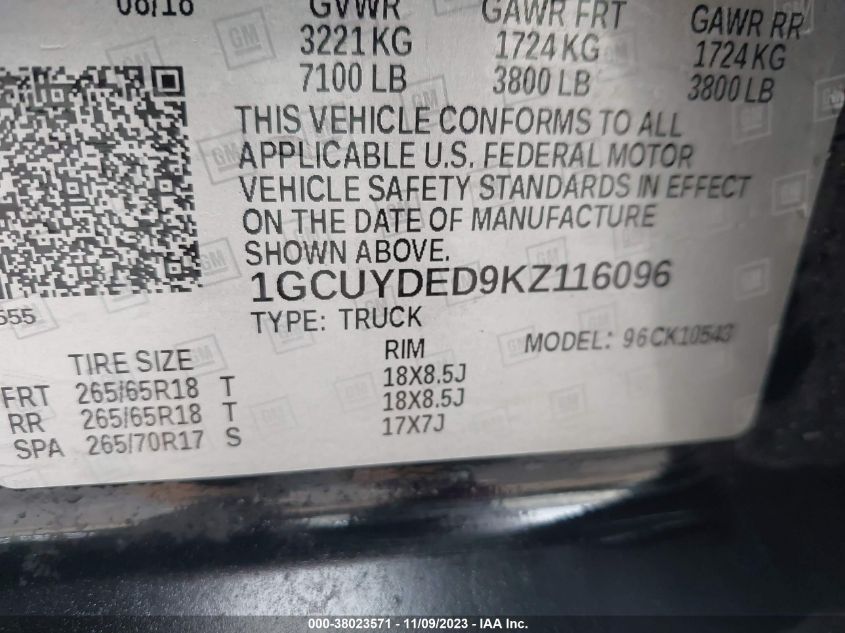 08/18 GVWR GAWR FRT GAWR RR
3221 KG 1724 KG 1724 KG
7100 LB 3800 LB 3800 LB
THIS VEHICLE CONFORMS TO ALL
APPLICABLE U.S. FEDERAL MOTOR
VEHICLE SAFETY STANDARDS IN EFFECT
ON THE DATE OF MANUFACTURE
SHOWN ABOVE.
1GCUYDED9KZ116096
555
TYPE: TRUCK
MODEL: 96CK10543
TIRE SIZE RIM
FRT 265/65R18 T 18X8.5J
RR 265/65R18 T 18X8.5J
SPA 265/70R17 S 17X7J
000-38023571 - 11/09/2023 - IAA Inc.